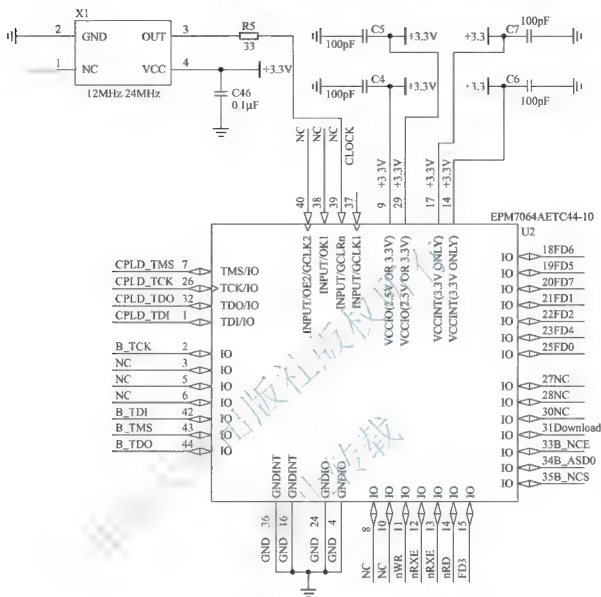 X1
2 GND OUT 3
1 NC VCC 4
12MHz 24MHz
R5
33
+3.3V
C46
0.1μF
C5
100pF
+3.3V
C4
100pF
+3.3V
C7
100pF
+3.3
C6
100pF
+3.3
NC
NC
NC
CLOCK
40
38
39
37
9 +3.3V
29 +3.3V
17 +3.3V
14 +3.3V
EPM7064AETC44-10
U2
INPUT/OE2/GCLK2
INPUT/OK1
INPUT/GCLRn
INPUT/GCLK1
VCCIO(2.5V OR 3.3V)
VCCIO(2.5V OR 3.3V)
VCCINT(3.3V ONLY)
VCCINT(3.3V ONLY)
CPLD_TMS 7 TMS/IO
CPLD_TCK 26 TCK/IO
CPLD_TDO 32 TDO/IO
CPLD_TDI 1 TDI/IO
B_TCK 2 IO
NC 3 IO
NC 5 IO
NC 6 IO
B_TDI 42 IO
B_TMS 43 IO
B_TDO 44 IO
IO 18FD6
IO 19FD5
IO 20FD7
IO 21FD1
IO 22FD2
IO 23FD4
IO 25FD0
IO 27NC
IO 28NC
IO 30NC
IO 31Download
IO 33B_NCE
IO 34B_ASD0
IO 35B_NCS
GNDINT
GNDINT
GNDIO
GNDIO
GND 36
GND 16
GND 24
GND 4
IO
IO
IO
IO
IO
IO
IO
NC 8
NC 10
nWR 11
nRXE 12
nRXE 13
nRD 14
FD3 15
出版社版权所有
转载